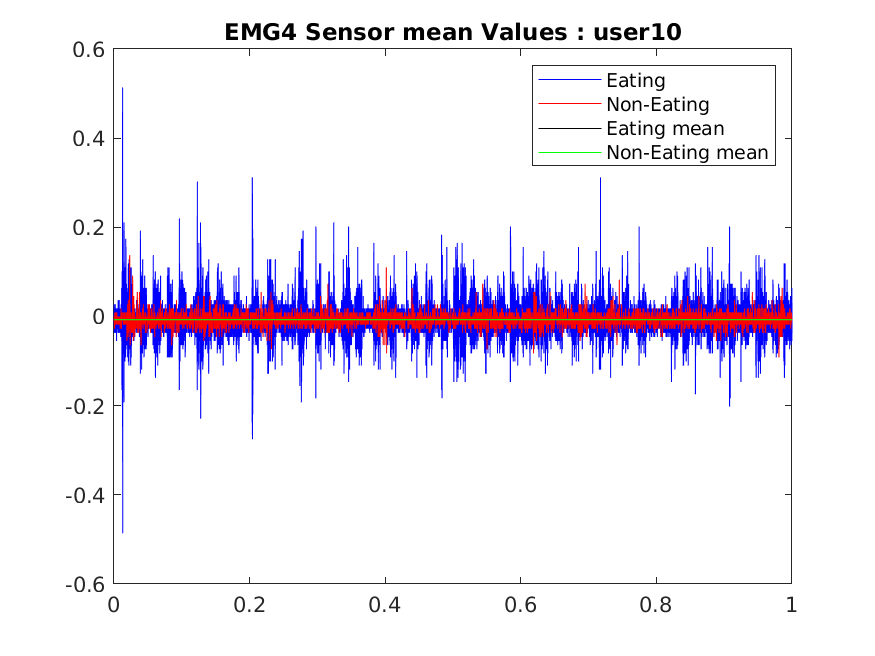 EMG4 Sensor mean Values : user10
0.6
0.4
0.2
0
-0.2
-0.4
-0.6
Eating
Non-Eating
Eating mean
Non-Eating mean
0 0.2 0.4 0.6 0.8 1